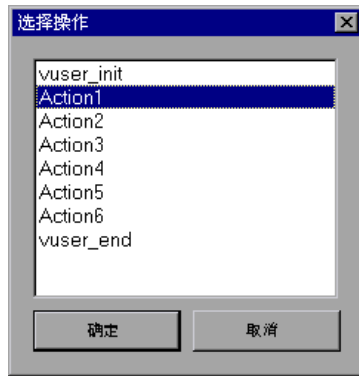 选择操作
vuser_init
Action1
Action2
Action3
Action4
Action5
Action6
vuser_end
确定
取消